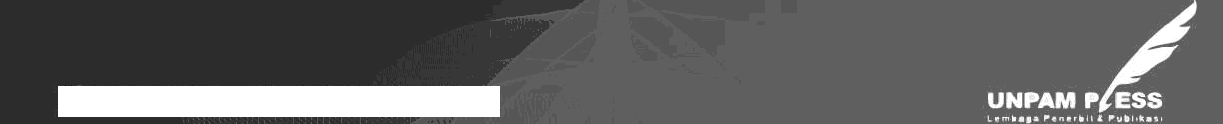 UNPAM PRESS
Lembaga Penerbit & Publikasi